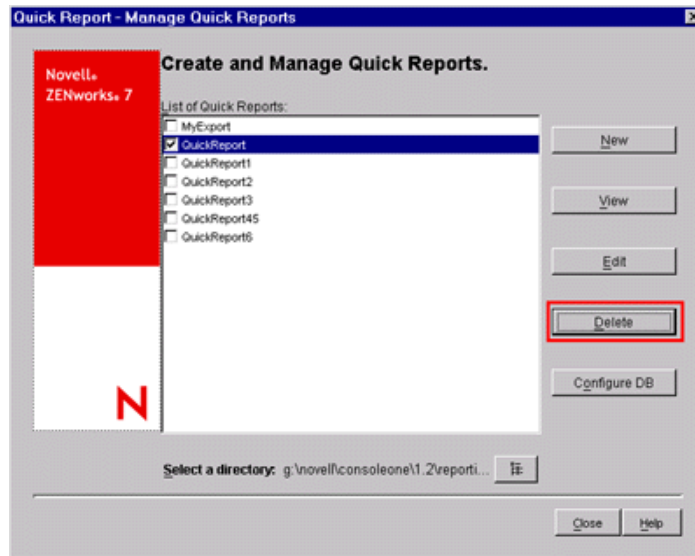 Quick Report - Manage Quick Reports
Novell®
ZENworks® 7
Create and Manage Quick Reports.
List of Quick Reports:
MyExport
QuickReport
QuickReport1
QuickReport2
QuickReport3
QuickReport45
QuickReport6
New
View
Edit
Delete
Configure DB
N
Select a directory: g:\novell\consoleone\1.2\reporti...
Close
Help